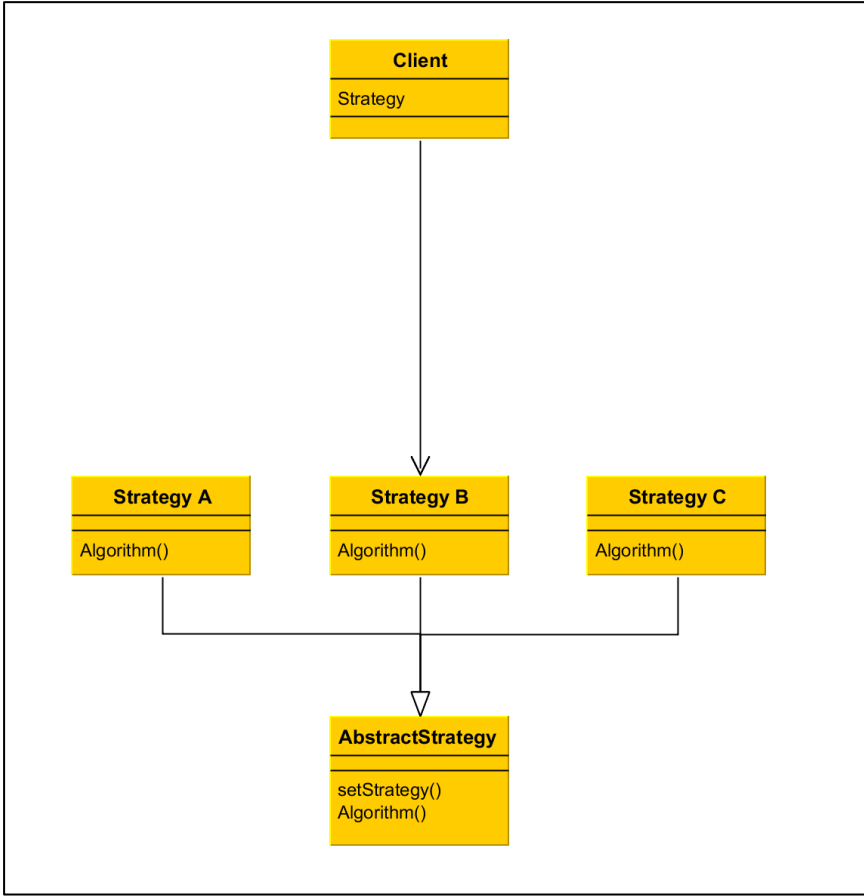 Client
Strategy
Strategy A
Algorithm()
Strategy B
Algorithm()
Strategy C
Algorithm()
AbstractStrategy
setStrategy()
Algorithm()